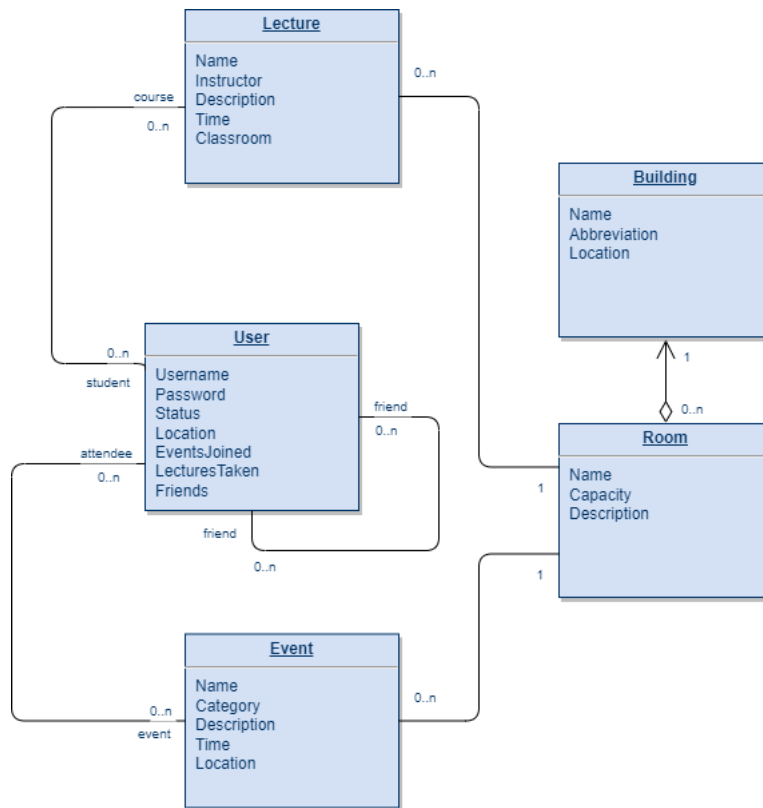 Lecture
Name
Instructor
Description
Time
Classroom
0..n
course
0..n
Building
Name
Abbreviation
Location
1
0..n
0..n
student
User
Username
Password
Status
Location
EventsJoined
LecturesTaken
Friends
friend
0..n
attendee
0..n
friend
0..n
Room
Name
Capacity
Description
1
1
Event
Name
Category
Description
Time
Location
0..n
0..n
event